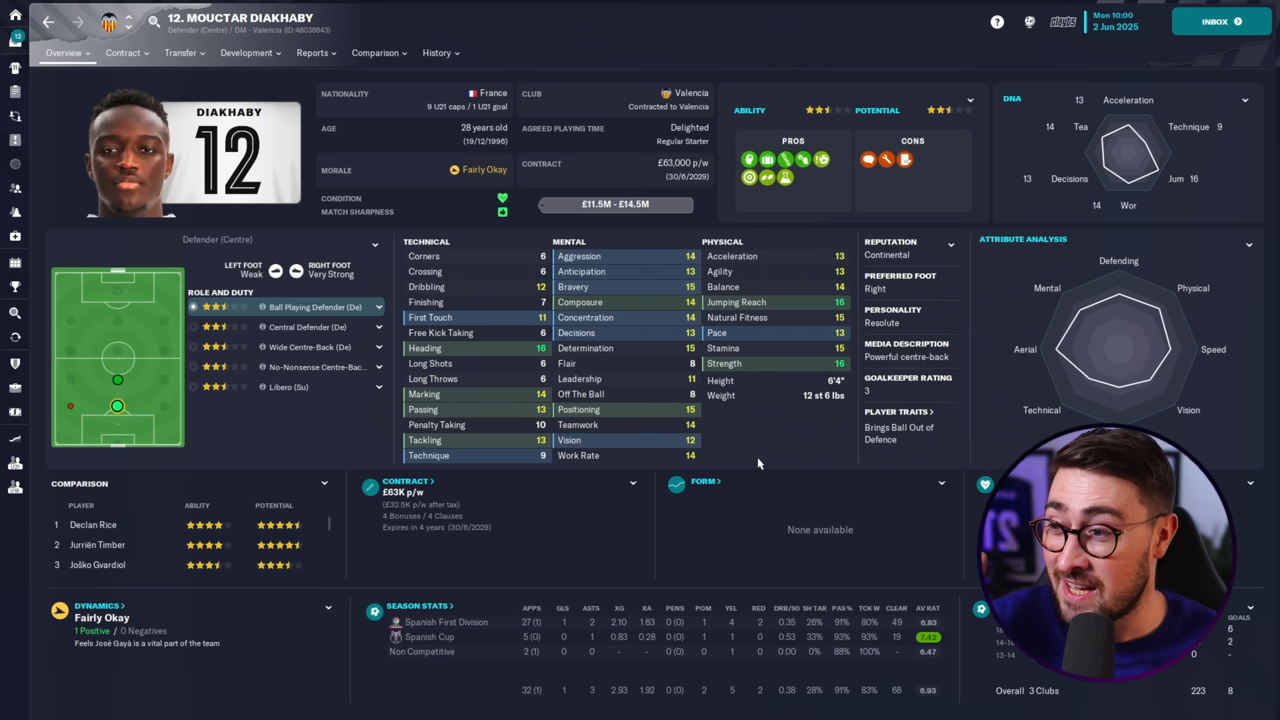 12. MOUCTAR DIAKHABY
Defender (Centre) / DM - Valencia (ID:48036643)
Mon 10:00
2 Jun 2025
INBOX
12
Overview
Contract
Transfer
Development
Reports
Comparison
History
DIAKHABY
12
NATIONALITY
France
9 U21 caps / 1 U21 goal
AGE
28 years old
(19/12/1996)
MORALE
Fairly Okay
CONDITION
MATCH SHARPNESS
CLUB
Valencia
Contracted to Valencia
AGREED PLAYING TIME
Delighted
Regular Starter
CONTRACT
£63,000 p/w
(30/6/2029)
£11.5M - £14.5M
ABILITY
POTENTIAL
PROS
CONS
DNA
13 Acceleration
14 Tea
Technique 9
13 Decisions
Jum 16
14 Wor
Defender (Centre)
LEFT FOOT
Weak
RIGHT FOOT
Very Strong
ROLE AND DUTY
Ball Playing Defender (De)
Central Defender (De)
Wide Centre-Back (De)
No-Nonsense Centre-Bac...
Libero (Su)
TECHNICAL
Corners 6
Crossing 6
Dribbling 12
Finishing 7
First Touch 11
Free Kick Taking 6
Heading 16
Long Shots 6
Long Throws 6
Marking 14
Passing 13
Penalty Taking 10
Tackling 13
Technique 9
MENTAL
Aggression 14
Anticipation 13
Bravery 15
Composure 14
Concentration 14
Decisions 13
Determination 15
Flair 8
Leadership 11
Off The Ball 8
Positioning 15
Teamwork 14
Vision 12
Work Rate 14
PHYSICAL
Acceleration 13
Agility 13
Balance 14
Jumping Reach 16
Natural Fitness 15
Pace 13
Stamina 15
Strength 16
Height 6'4"
Weight 12 st 6 lbs
REPUTATION
Continental
PREFERRED FOOT
Right
PERSONALITY
Resolute
MEDIA DESCRIPTION
Powerful centre-back
GOALKEEPER RATING
3
PLAYER TRAITS >
Brings Ball Out of
Defence
ATTRIBUTE ANALYSIS
Defending
Mental
Physical
Aerial
Speed
Technical
Vision
COMPARISON
PLAYER ABILITY POTENTIAL
1 Declan Rice
2 Jurriën Timber
3 Joško Gvardiol
CONTRACT >
£63K p/w
(£32.5K p/w after tax)
4 Bonuses / 4 Clauses
Expires in 4 years (30/6/2029)
FORM >
None available
DYNAMICS >
Fairly Okay
1 Positive / 0 Negatives
Feels José Gayà is a vital part of the team
SEASON STATS > APPS GLS ASTS XG XA PENS POM YEL RED DRB/90 SH TAR PAS% TCK W CLEAR AV RAT
Spanish First Division 27 (1) 1 2 2.10 1.63 0 (0) 1 4 2 0.35 26% 91% 80% 49 6.83
Spanish Cup 5 (0) 0 1 0.83 0.28 0 (0) 1 1 0 0.53 33% 93% 93% 19 7.42
Non Competitive 2 (1) 0 0 - - 0 (0) 0 1 0 0.00 0% 88% 100% - 6.47
32 (1) 1 3 2.93 1.92 0 (0) 2 5 2 0.38 28% 91% 83% 68 6.93
GOALS
6
14- 2
13-14 0
Overall 3 Clubs 223 8